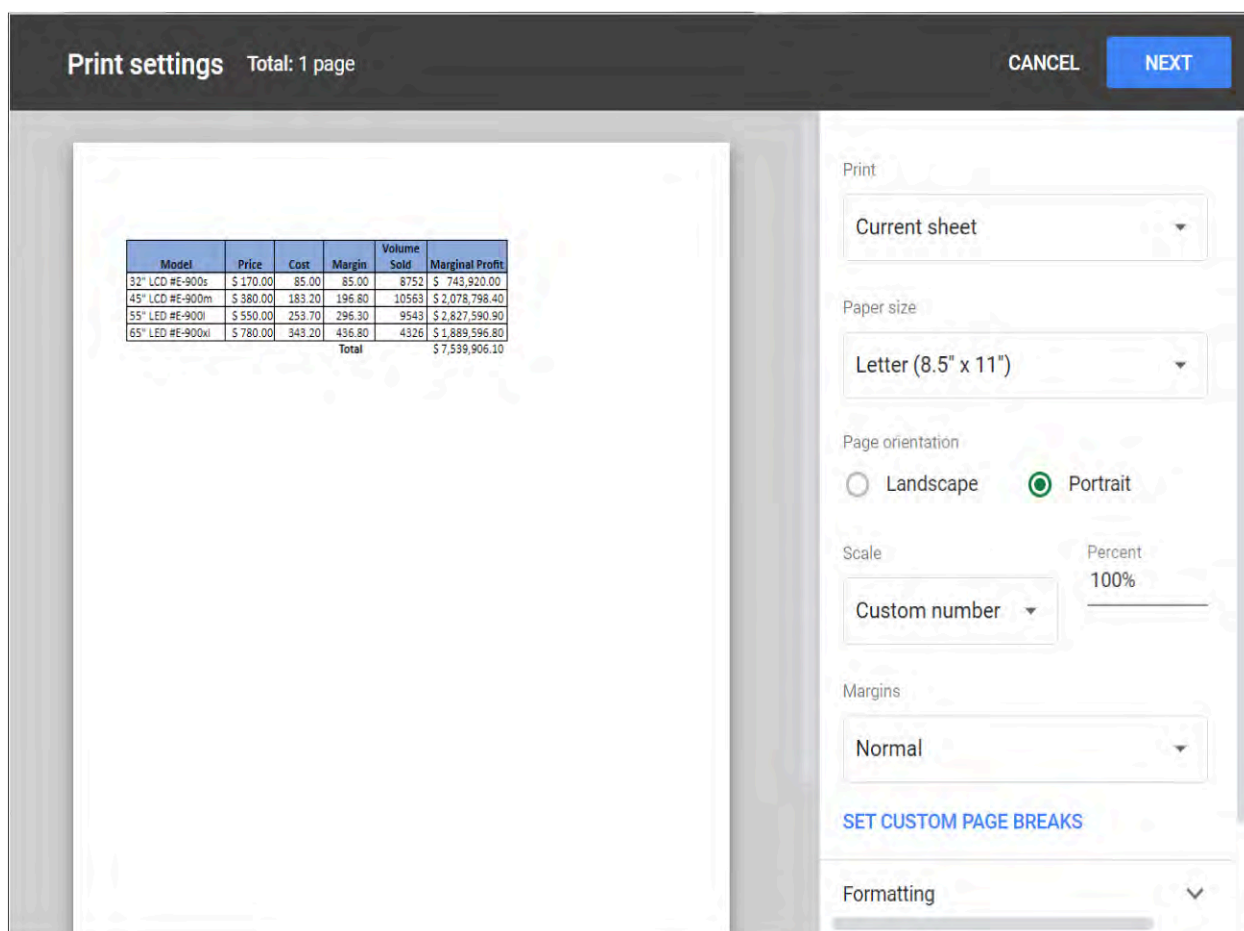 Print settings Total: 1 page CANCEL NEXT
Print
Current sheet
Paper size
Letter (8.5" x 11")
Page orientation
Landscape Portrait
Scale Percent
Custom number 100%
Margins
Normal
SET CUSTOM PAGE BREAKS
Formatting
Model Price Cost Margin Volume Sold Marginal Profit
32" LCD #E-900s $ 170.00 85.00 85.00 8752 $ 743,920.00
45" LCD #E-900m $ 380.00 183.20 196.80 10563 $ 2,078,798.40
55" LED #E-900l $ 550.00 253.70 296.30 9543 $ 2,827,590.90
65" LED #E-900xl $ 780.00 343.20 436.80 4326 $ 1,889,596.80
Total $ 7,539,906.10